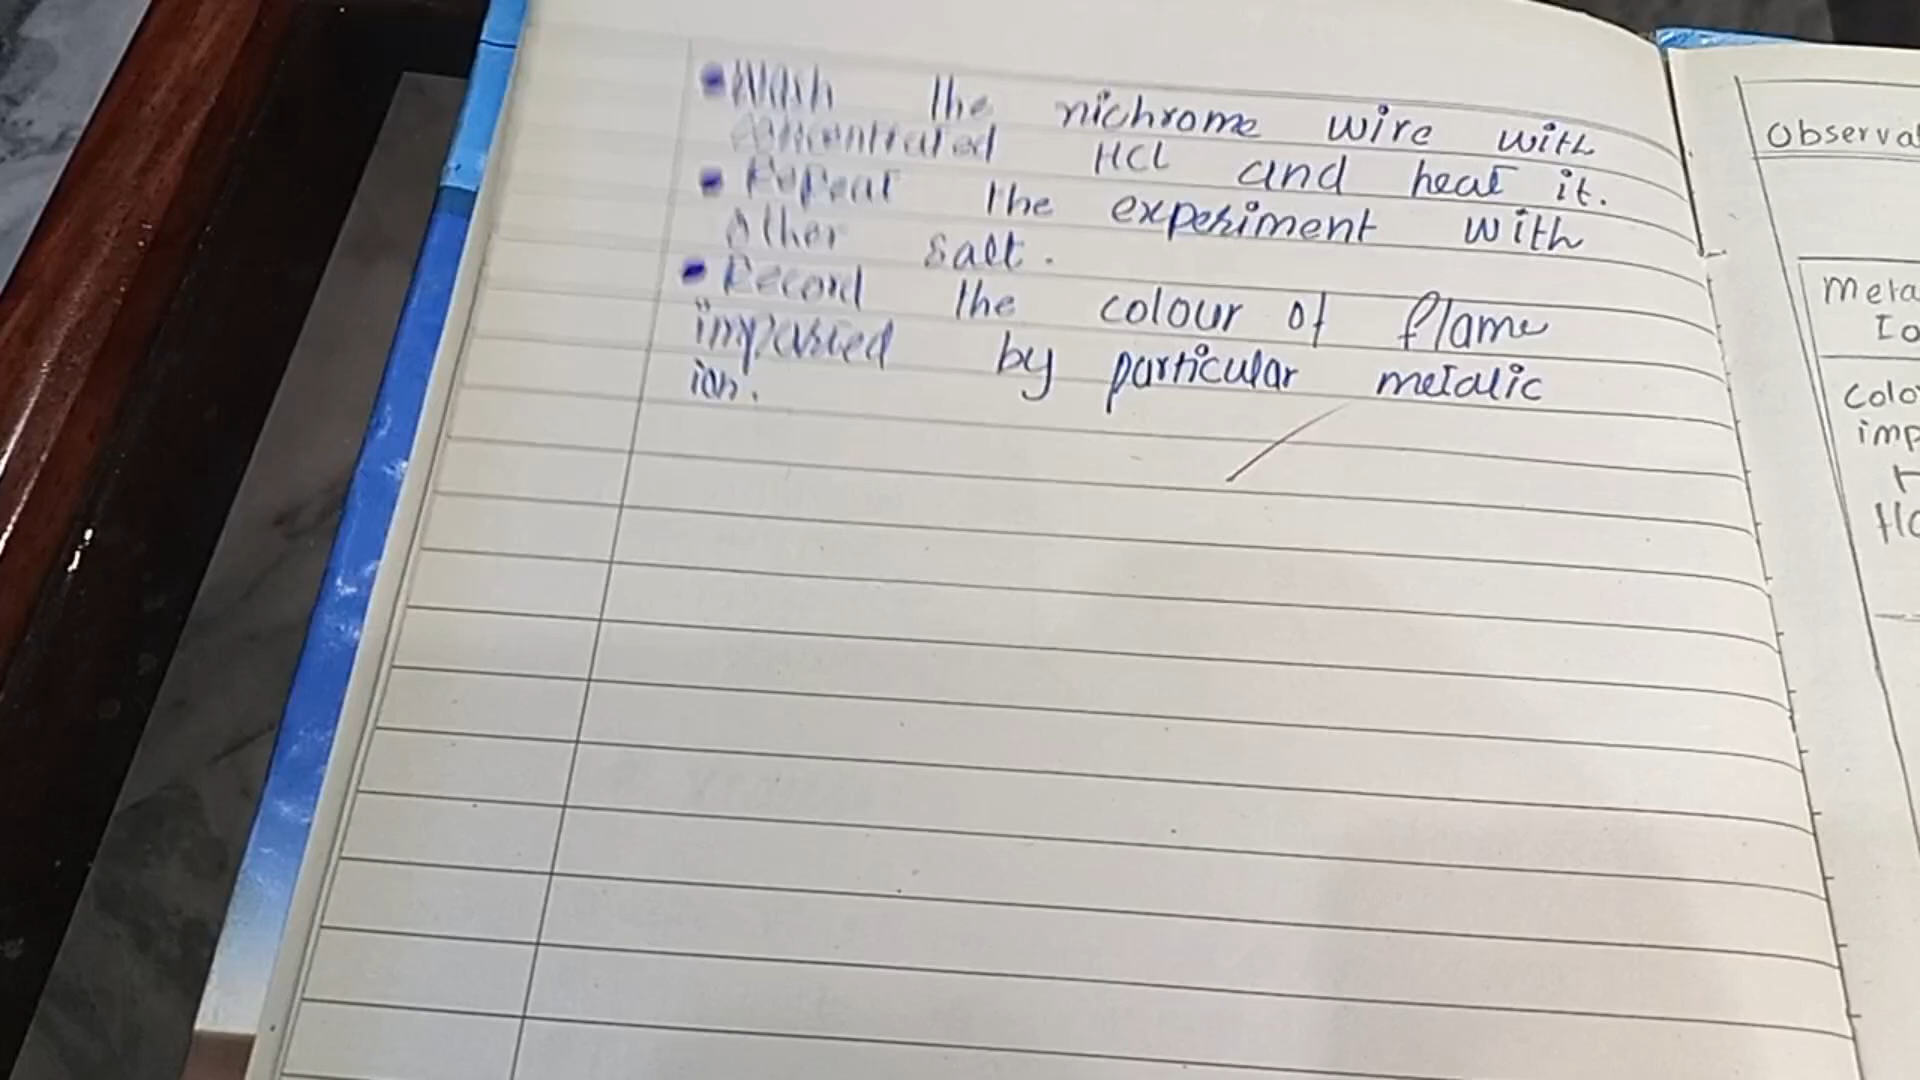 • Wash the nichrome wire with
concentrated HCl and heat it.
• Repeat the experiment with
other salt.
• Record the colour of flame
imparted by particular metalic
ion.
Observa
Meta
Io
Colo
imp